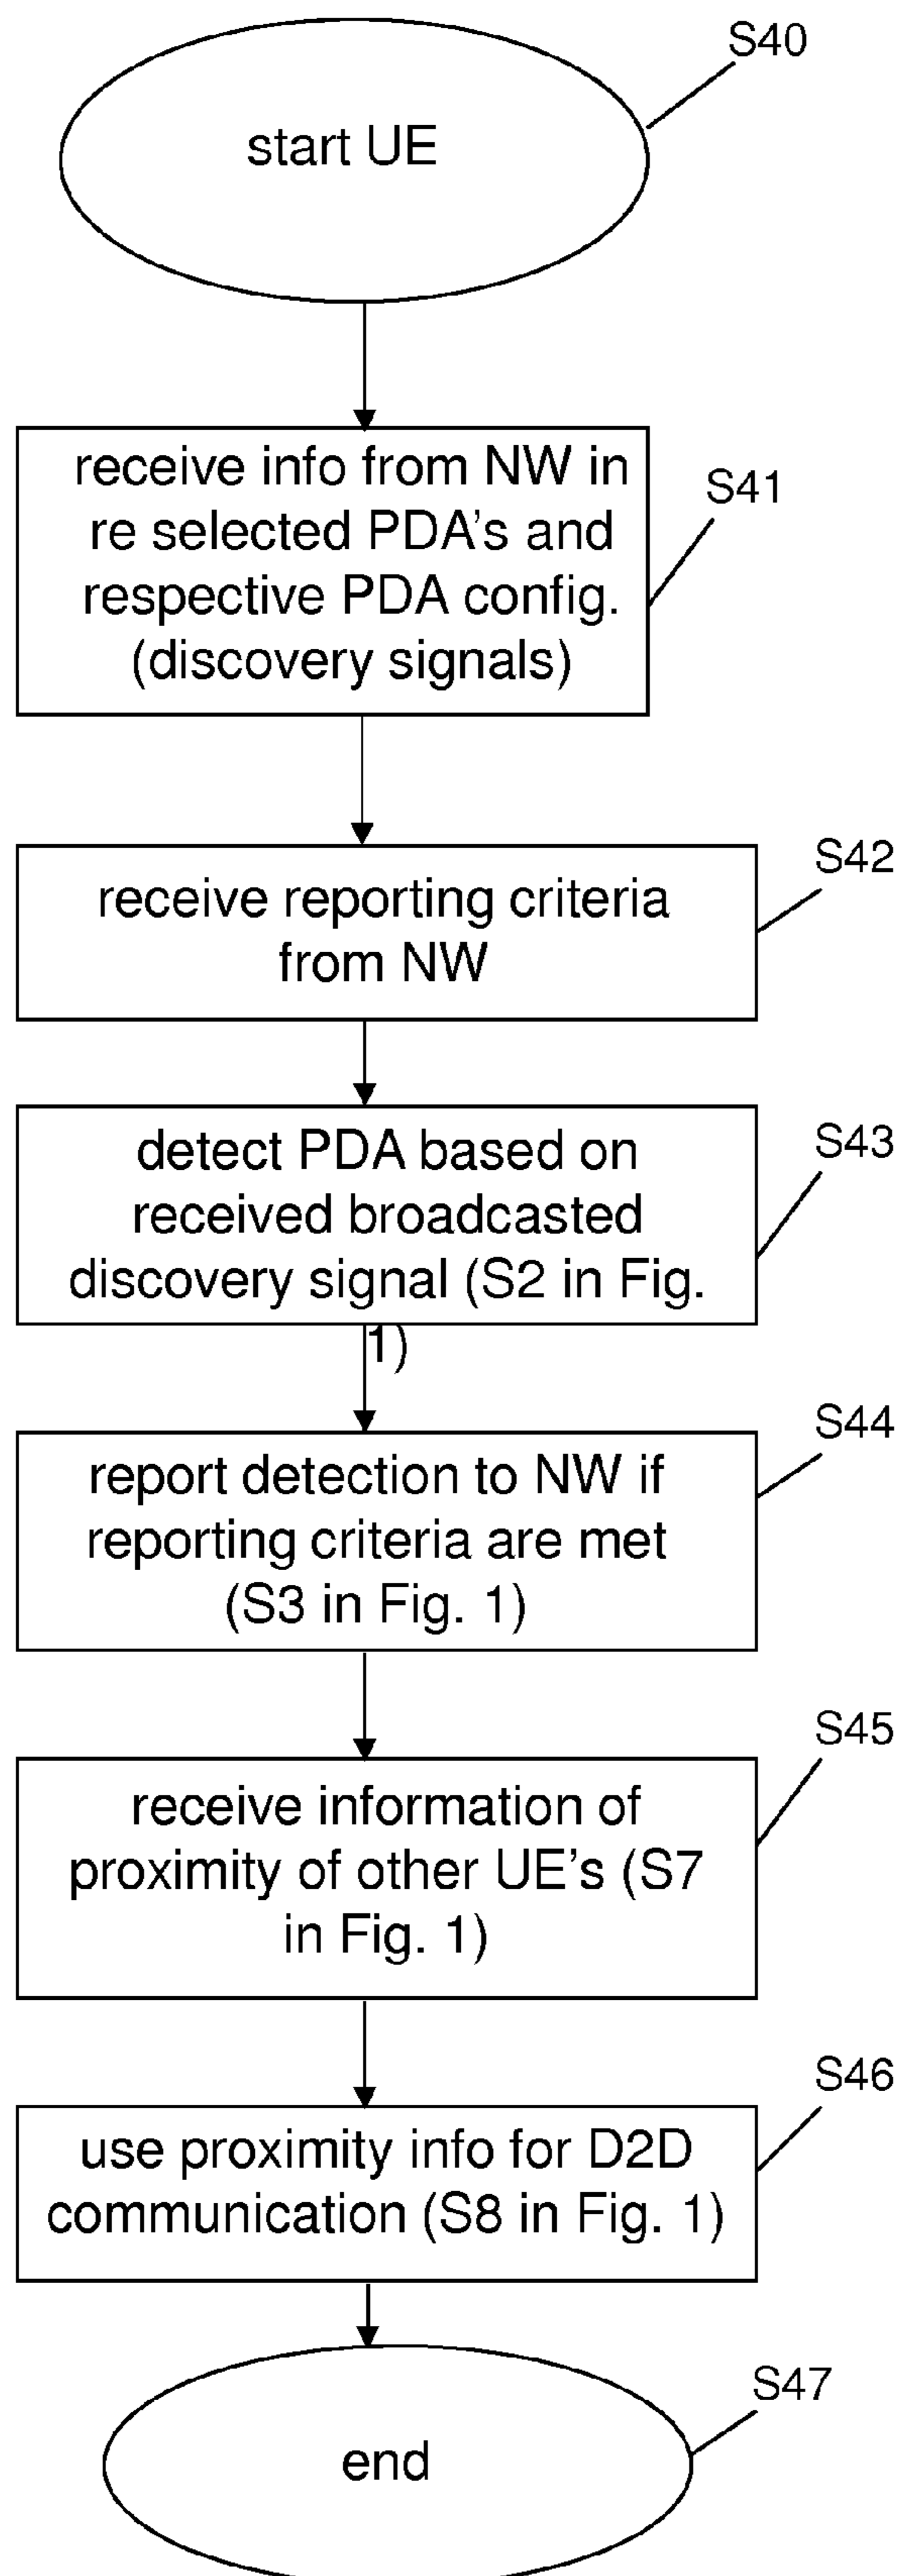 S40
start UE
receive info from NW in
re selected PDA's and
respective PDA config.
(discovery signals)
S41
S42
receive reporting criteria
from NW
S43
detect PDA based on
received broadcasted
discovery signal (S2 in Fig.
1)
S44
report detection to NW if
reporting criteria are met
(S3 in Fig. 1)
S45
receive information of
proximity of other UE's (S7
in Fig. 1)
S46
use proximity info for D2D
communication (S8 in Fig. 1)
S47
end